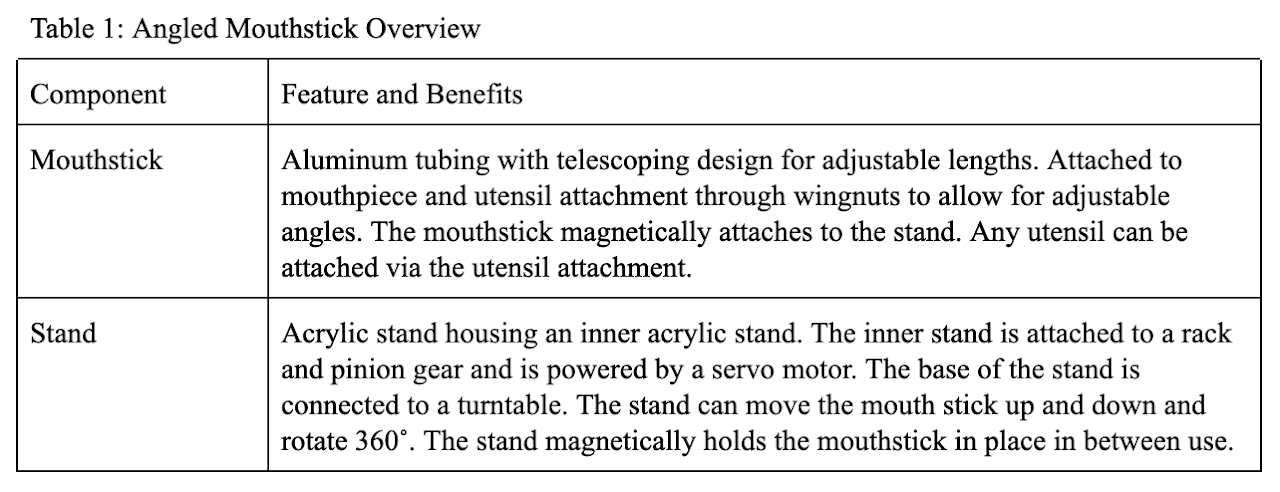 Table 1: Angled Mouthstick Overview
Component
Feature and Benefits
Mouthstick
Aluminum tubing with telescoping design for adjustable lengths. Attached to
mouthpiece and utensil attachment through wingnuts to allow for adjustable
angles. The mouthstick magnetically attaches to the stand. Any utensil can be
attached via the utensil attachment.
Stand
Acrylic stand housing an inner acrylic stand. The inner stand is attached to a rack
and pinion gear and is powered by a servo motor. The base of the stand is
connected to a turntable. The stand can move the mouth stick up and down and
rotate 360˚. The stand magnetically holds the mouthstick in place in between use.